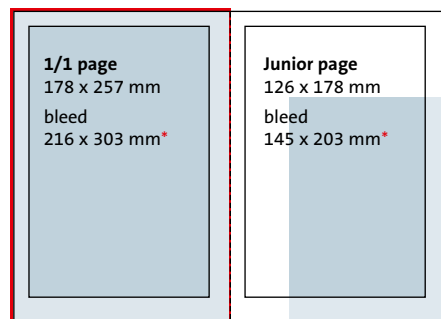 1/1 page
178 x 257 mm
bleed
216 x 303 mm*
Junior page
126 x 178 mm
bleed
145 x 203 mm*